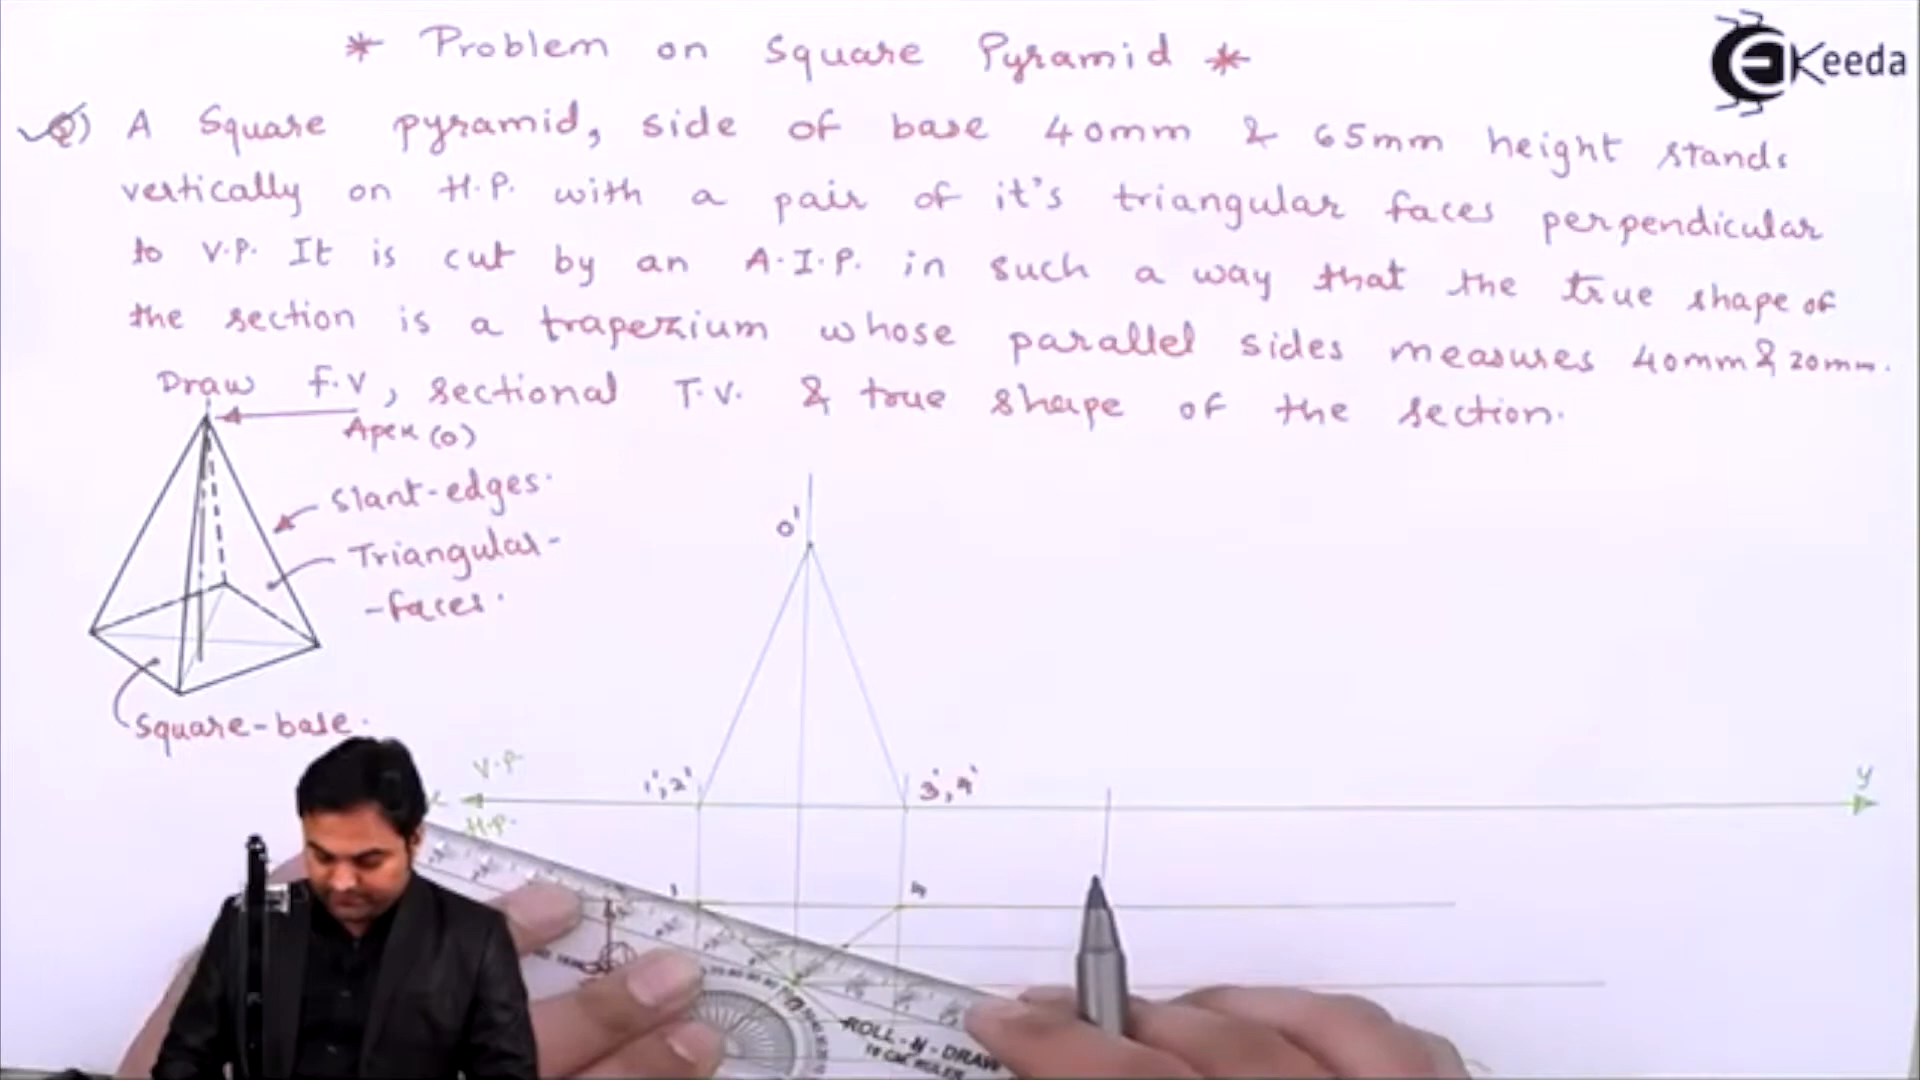 * Problem on Square Pyramid *
Keeda
Q) A Square pyramid, side of base 40mm & 65mm height stands
vertically on H.P. with a pair of it's triangular faces perpendicular
to V.P. It is cut by an A.I.P. in such a way that the true shape of
the section is a trapezium whose parallel sides measures 40mm & 20mm.
Draw F.V, sectional T.V. & true shape of the section.
Apex (o)
Slant-edges.
Triangular-
-faces.
Square-base.
o'
V.P.
H.P.
1',2'
3',4'
y
1
4
ROLL-N-DRAW